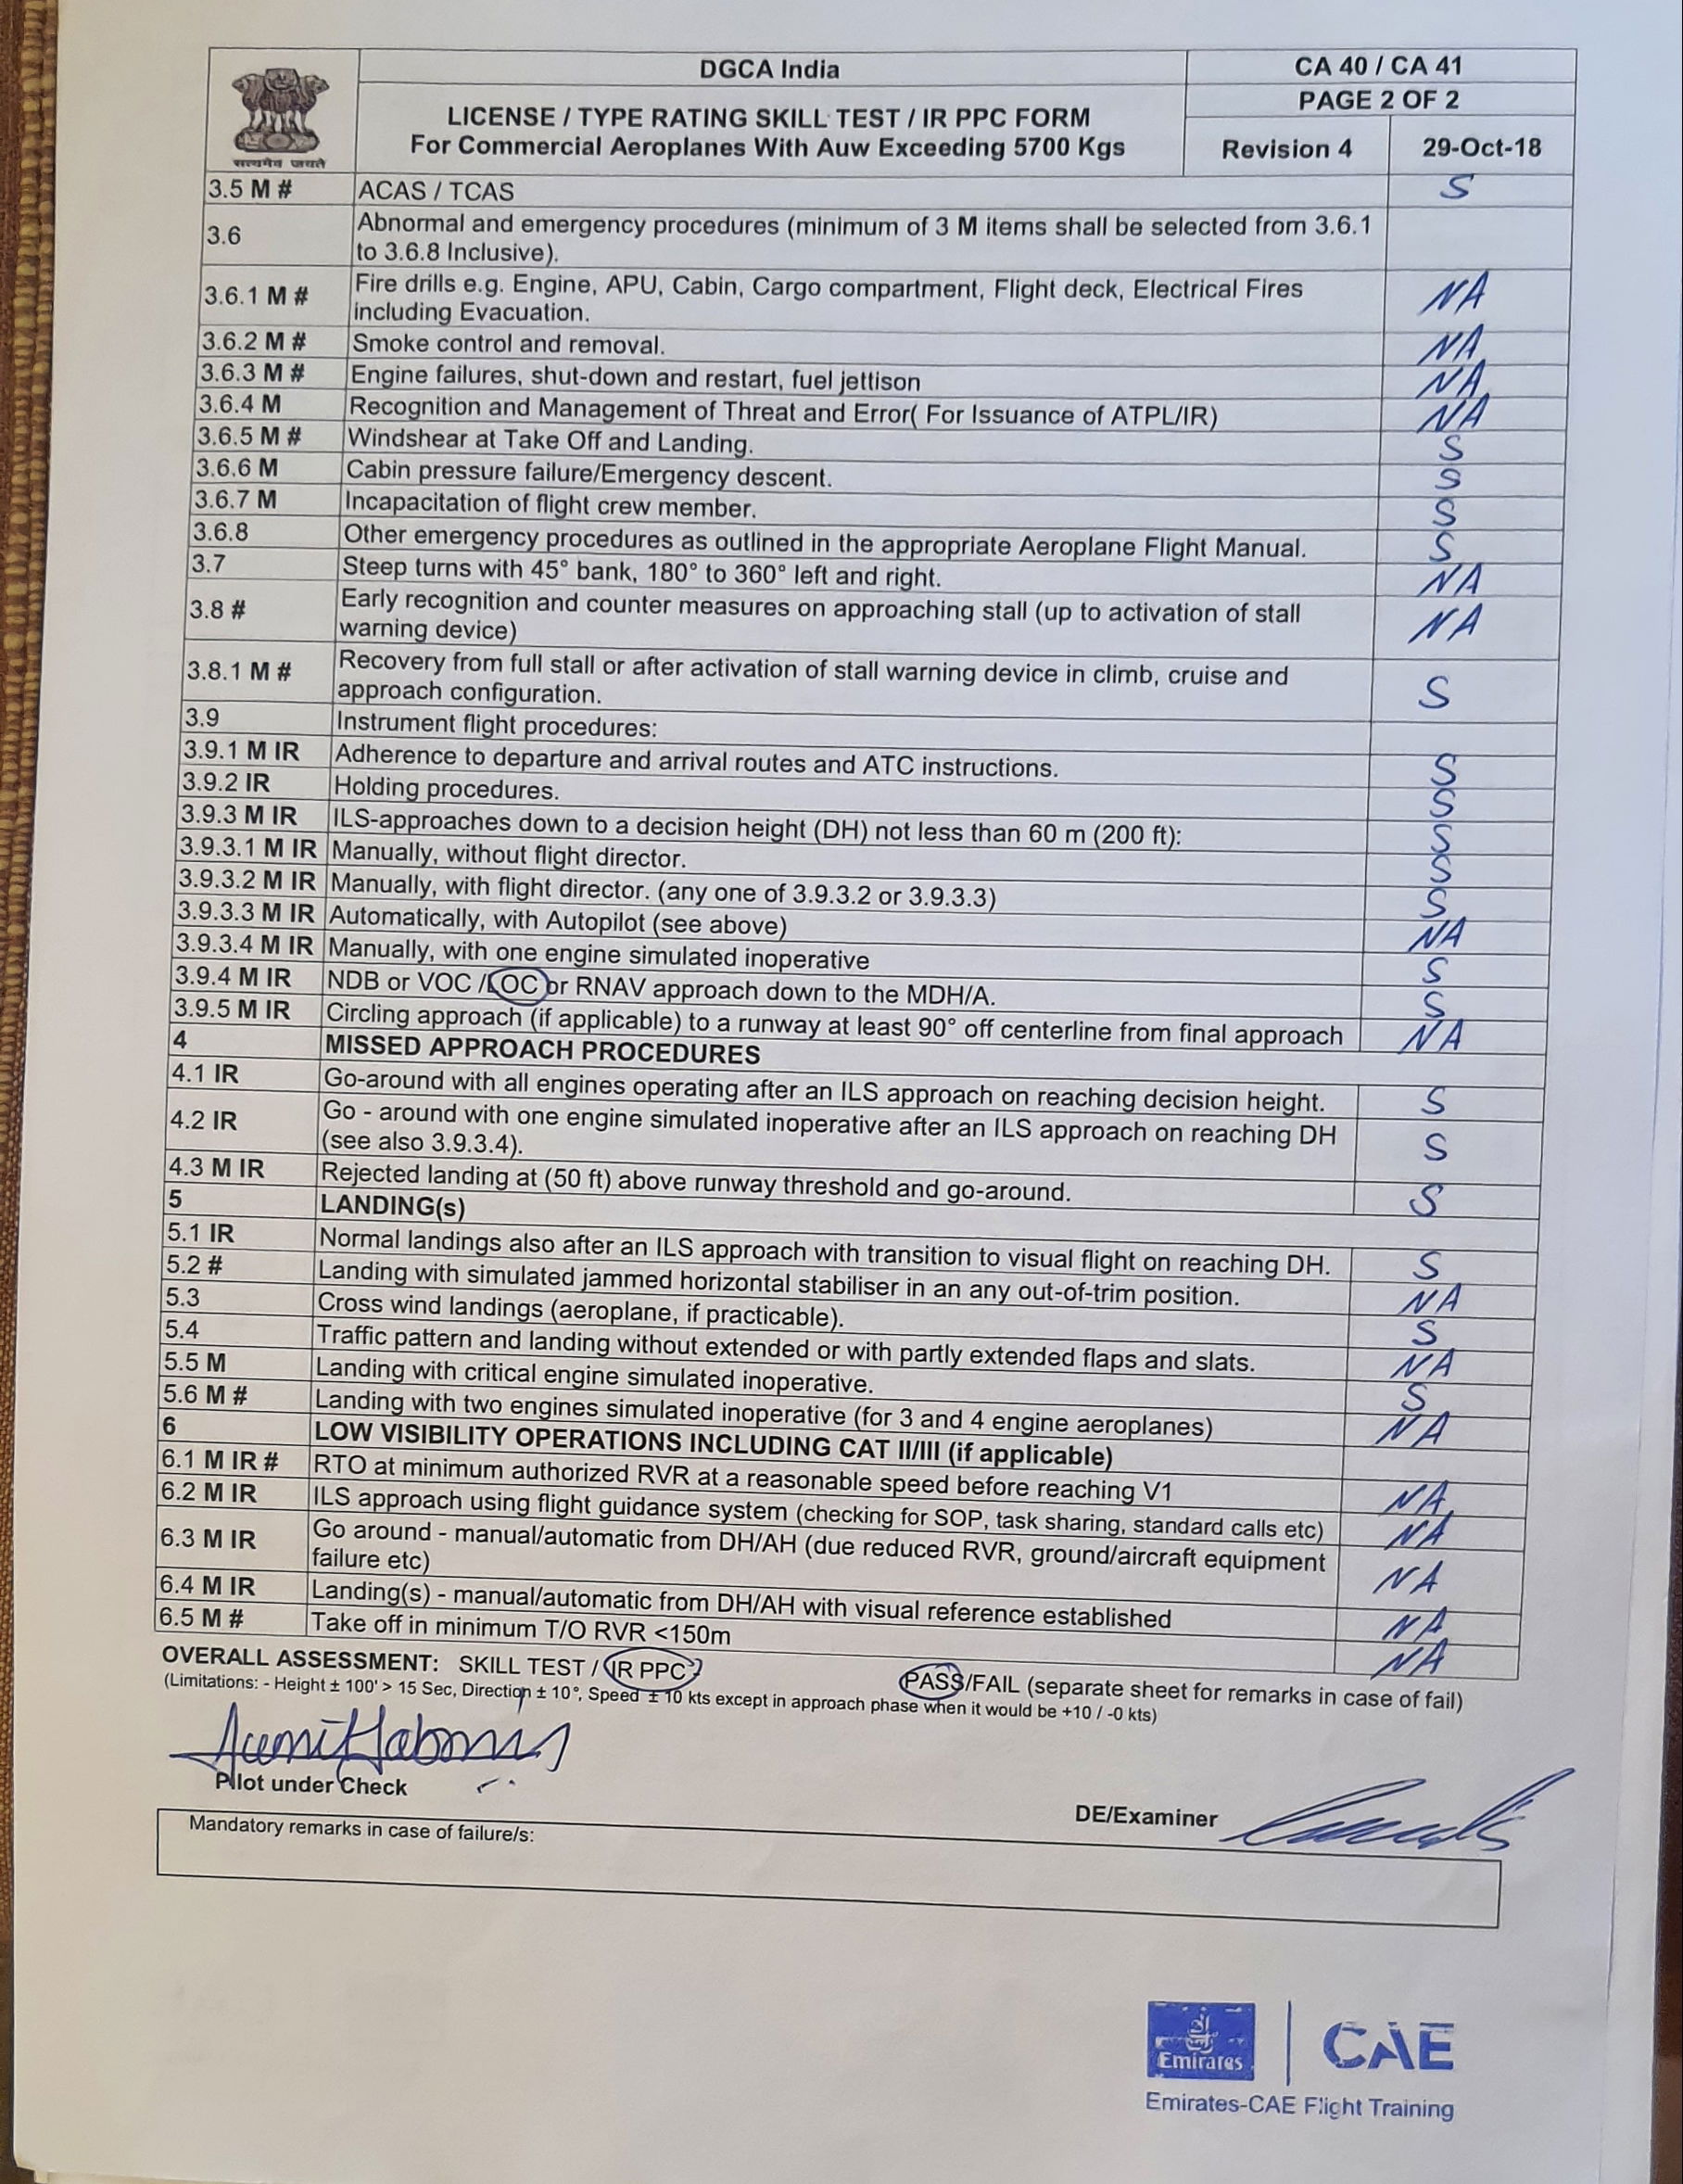 DGCA India
CA 40 / CA 41
LICENSE / TYPE RATING SKILL TEST / IR PPC FORM
For Commercial Aeroplanes With Auw Exceeding 5700 Kgs
PAGE 2 OF 2
Revision 4 29-Oct-18
सत्यमेव जयते
3.5 M # ACAS / TCAS S
3.6 Abnormal and emergency procedures (minimum of 3 M items shall be selected from 3.6.1
to 3.6.8 Inclusive).
3.6.1 M # Fire drills e.g. Engine, APU, Cabin, Cargo compartment, Flight deck, Electrical Fires
including Evacuation. NA
3.6.2 M # Smoke control and removal. NA
3.6.3 M # Engine failures, shut-down and restart, fuel jettison NA
3.6.4 M Recognition and Management of Threat and Error( For Issuance of ATPL/IR) NA
3.6.5 M # Windshear at Take Off and Landing. S
3.6.6 M Cabin pressure failure/Emergency descent. S
3.6.7 M Incapacitation of flight crew member. S
3.6.8 Other emergency procedures as outlined in the appropriate Aeroplane Flight Manual. S
3.7 Steep turns with 45° bank, 180° to 360° left and right. NA
3.8 # Early recognition and counter measures on approaching stall (up to activation of stall
warning device) NA
3.8.1 M # Recovery from full stall or after activation of stall warning device in climb, cruise and
approach configuration. S
3.9 Instrument flight procedures:
3.9.1 M IR Adherence to departure and arrival routes and ATC instructions. S
3.9.2 IR Holding procedures. S
3.9.3 M IR ILS-approaches down to a decision height (DH) not less than 60 m (200 ft): S
3.9.3.1 M IR Manually, without flight director. S
3.9.3.2 M IR Manually, with flight director. (any one of 3.9.3.2 or 3.9.3.3) S
3.9.3.3 M IR Automatically, with Autopilot (see above) NA
3.9.3.4 M IR Manually, with one engine simulated inoperative S
3.9.4 M IR NDB or VOC /LOC or RNAV approach down to the MDH/A. S
3.9.5 M IR Circling approach (if applicable) to a runway at least 90° off centerline from final approach NA
4 MISSED APPROACH PROCEDURES
4.1 IR Go-around with all engines operating after an ILS approach on reaching decision height. S
4.2 IR Go - around with one engine simulated inoperative after an ILS approach on reaching DH
(see also 3.9.3.4). S
4.3 M IR Rejected landing at (50 ft) above runway threshold and go-around. S
5 LANDING(s)
5.1 IR Normal landings also after an ILS approach with transition to visual flight on reaching DH. S
5.2 # Landing with simulated jammed horizontal stabiliser in an any out-of-trim position. NA
5.3 Cross wind landings (aeroplane, if practicable). S
5.4 Traffic pattern and landing without extended or with partly extended flaps and slats. NA
5.5 M Landing with critical engine simulated inoperative. S
5.6 M # Landing with two engines simulated inoperative (for 3 and 4 engine aeroplanes) NA
6 LOW VISIBILITY OPERATIONS INCLUDING CAT II/III (if applicable)
6.1 M IR # RTO at minimum authorized RVR at a reasonable speed before reaching V1 NA
6.2 M IR ILS approach using flight guidance system (checking for SOP, task sharing, standard calls etc) NA
6.3 M IR Go around - manual/automatic from DH/AH (due reduced RVR, ground/aircraft equipment
failure etc) NA
6.4 M IR Landing(s) - manual/automatic from DH/AH with visual reference established NA
6.5 M # Take off in minimum T/O RVR <150m NA
OVERALL ASSESSMENT: SKILL TEST / IR PPC PASS/FAIL (separate sheet for remarks in case of fail)
(Limitations: - Height ± 100' > 15 Sec, Direction ± 10°, Speed ± 10 kts except in approach phase when it would be +10 / -0 kts)
Pilot under Check
DE/Examiner
Mandatory remarks in case of failure/s:
Emirates CAE
Emirates-CAE Flight Training